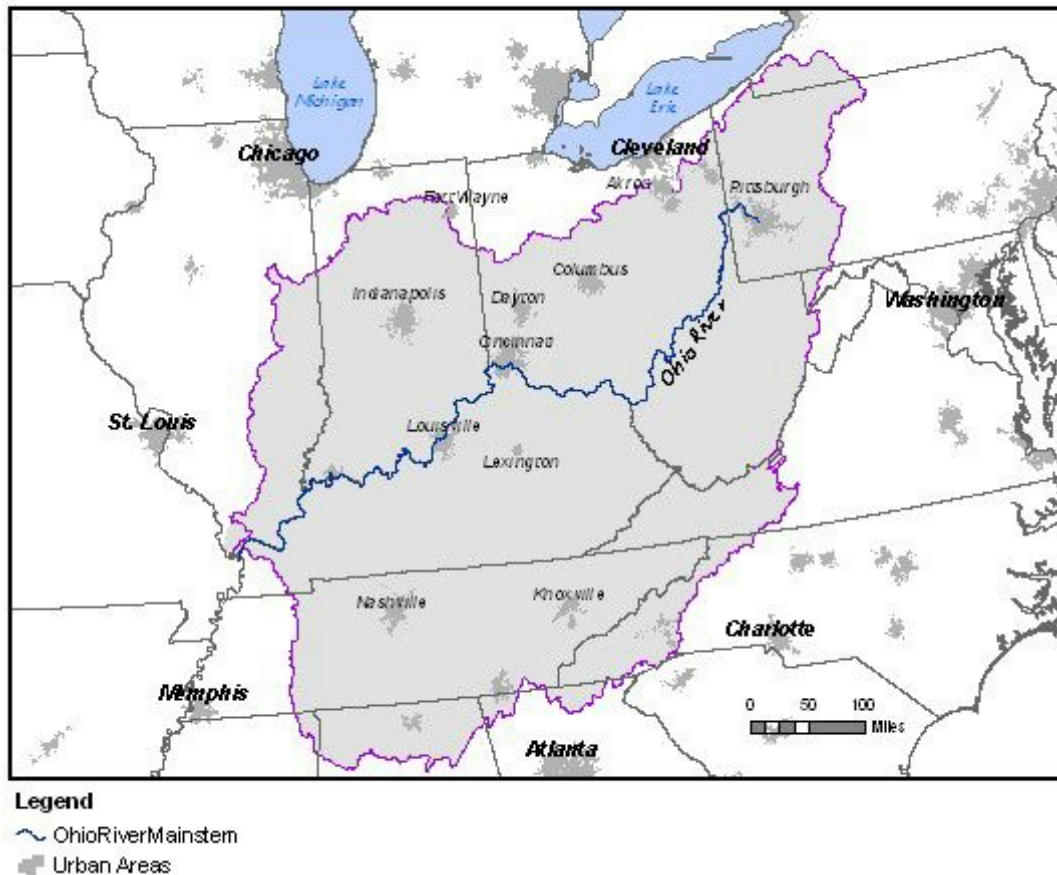 Lake
Michigan
Lake
Erie
Chicago
Cleveland
Fort Wayne
Akron
Pittsburgh
Columbus
Indianapolis
Dayton
Washington
Cincinnati
Ohio River
St. Louis
Louisville
Lexington
Nashville
Knoxville
Charlotte
Memphis
0 50 100
Miles
Atlanta
Legend
OhioRiverMainstem
Urban Areas